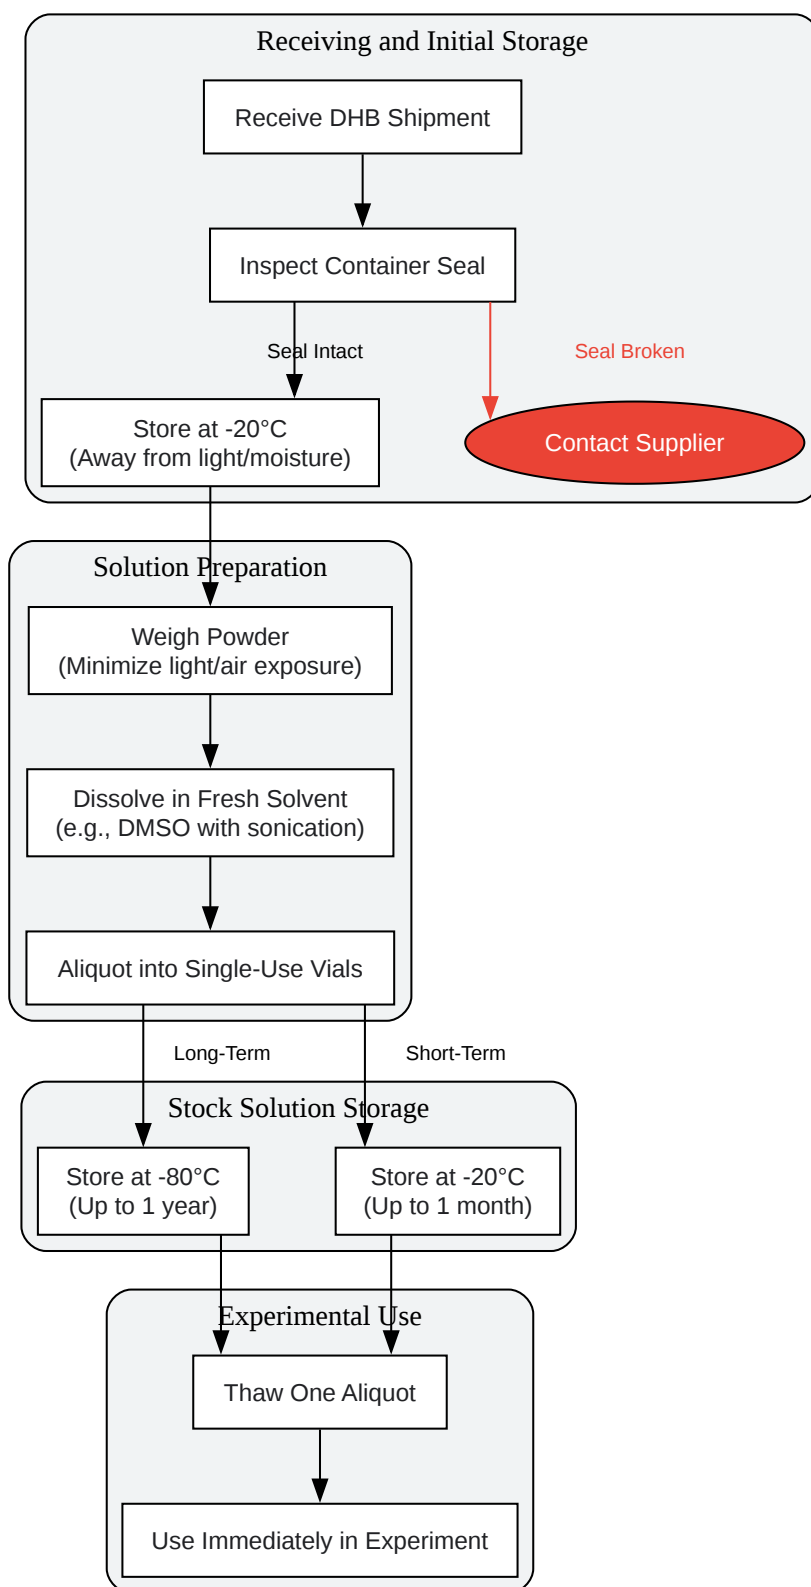 Receiving and Initial Storage
Receive DHB Shipment
Inspect Container Seal
Seal Intact
Seal Broken
Store at -20°C
(Away from light/moisture)
Contact Supplier
Solution Preparation
Weigh Powder
(Minimize light/air exposure)
Dissolve in Fresh Solvent
(e.g., DMSO with sonication)
Aliquot into Single-Use Vials
Long-Term
Short-Term
Stock Solution Storage
Store at -80°C
(Up to 1 year)
Store at -20°C
(Up to 1 month)
Experimental Use
Thaw One Aliquot
Use Immediately in Experiment